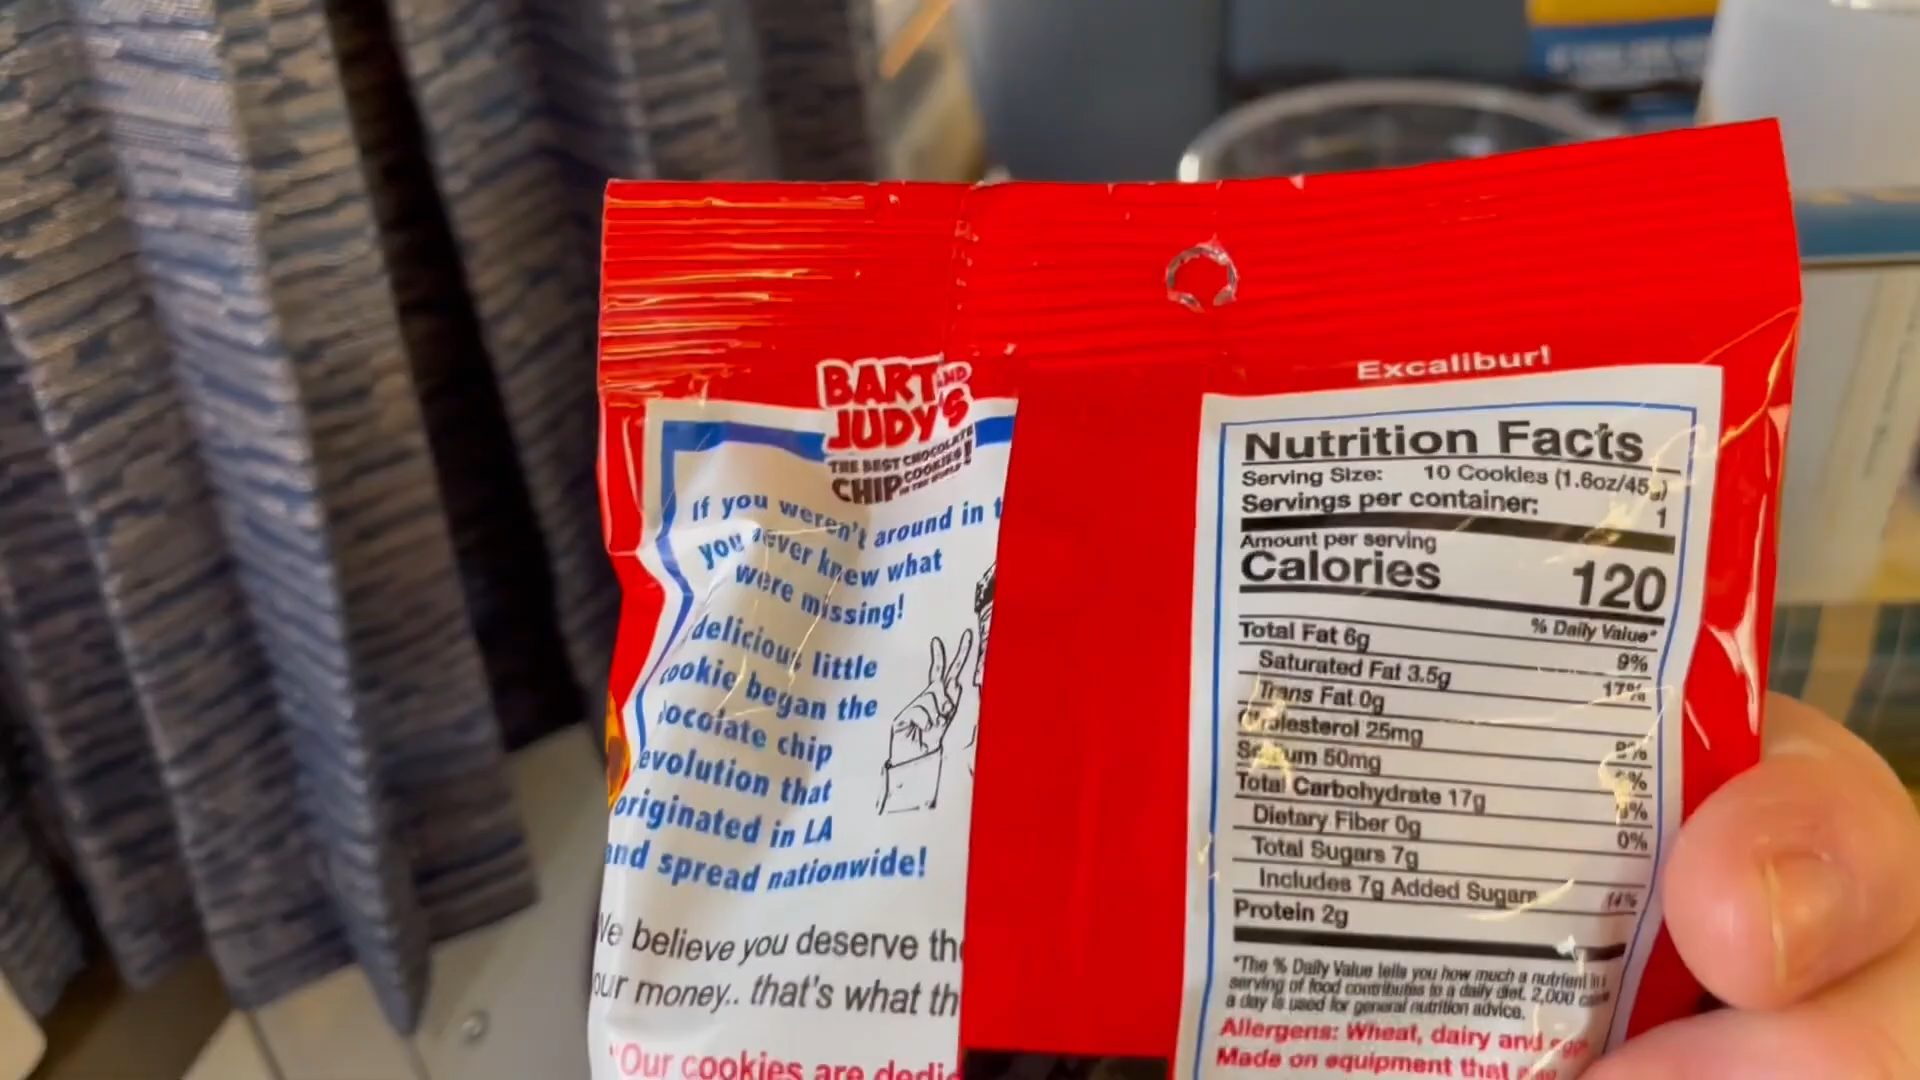 BART AND
JUDY'S
THE BEST CHOCOLATE
CHIP COOKIES!
If you weren't around in
you never knew what
were missing!
delicious little
cookie began the
ocolate chip
evolution that
originated in LA
and spread nationwide!
We believe you deserve the
our money.. that's what th
"Our cookies are dedic
Excalibur!
Nutrition Facts
Serving Size: 10 Cookies (1.6oz/45g)
Servings per container: 1
Amount per serving
Calories 120
% Daily Value*
Total Fat 6g 9%
Saturated Fat 3.5g 17%
Trans Fat 0g
Cholesterol 25mg 8%
Sodium 50mg %
Total Carbohydrate 17g %
Dietary Fiber 0g 0%
Total Sugars 7g
Includes 7g Added Sugars 14%
Protein 2g
*The % Daily Value tells you how much a nutrient in
serving of food contributes to a daily diet. 2,000
a day is used for general nutrition advice.
Allergens: Wheat, dairy and
Made on equipment that